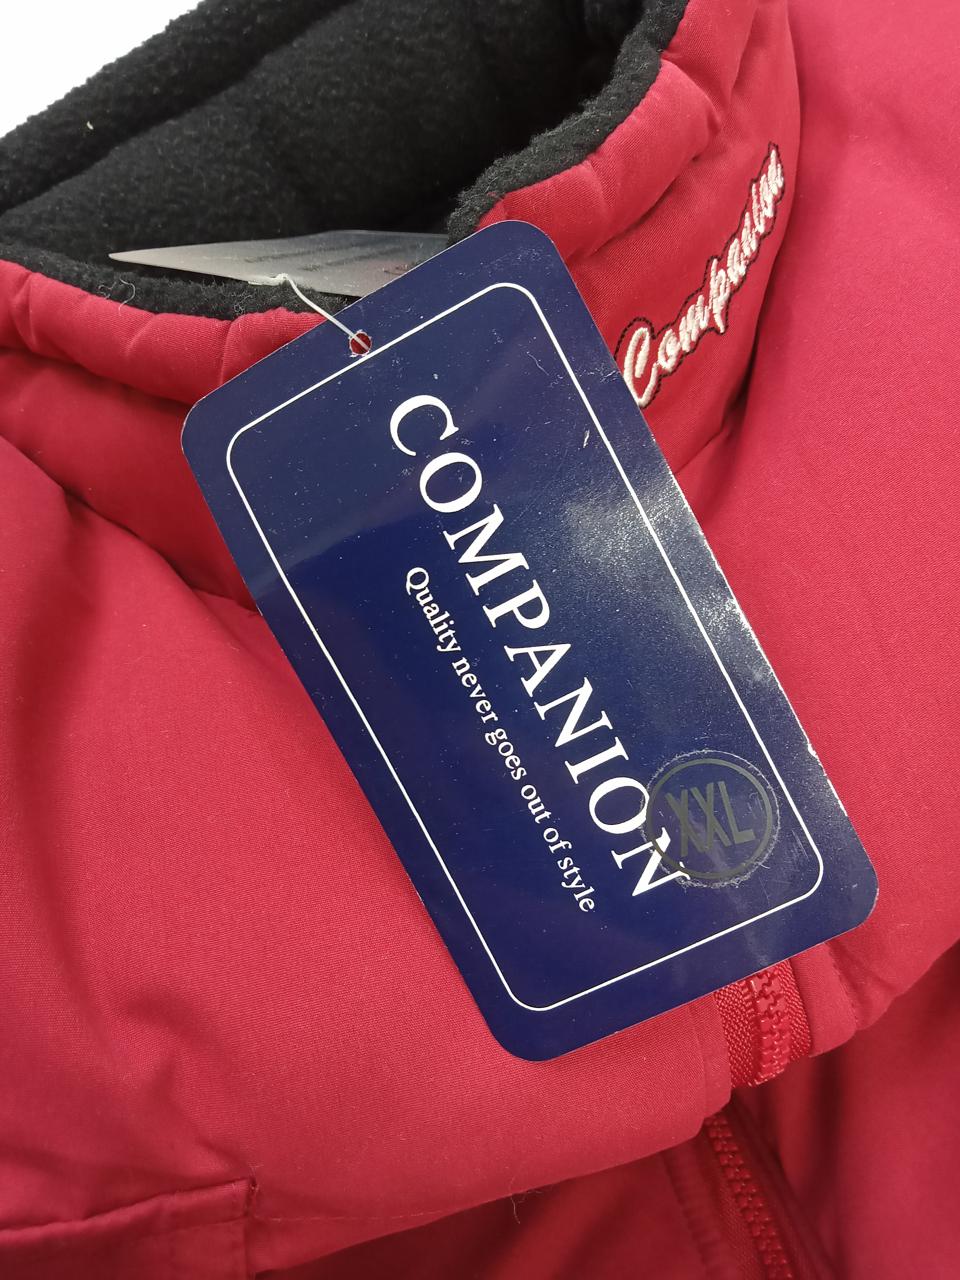 Companion
COMPANION
Quality never goes out of style
XXL